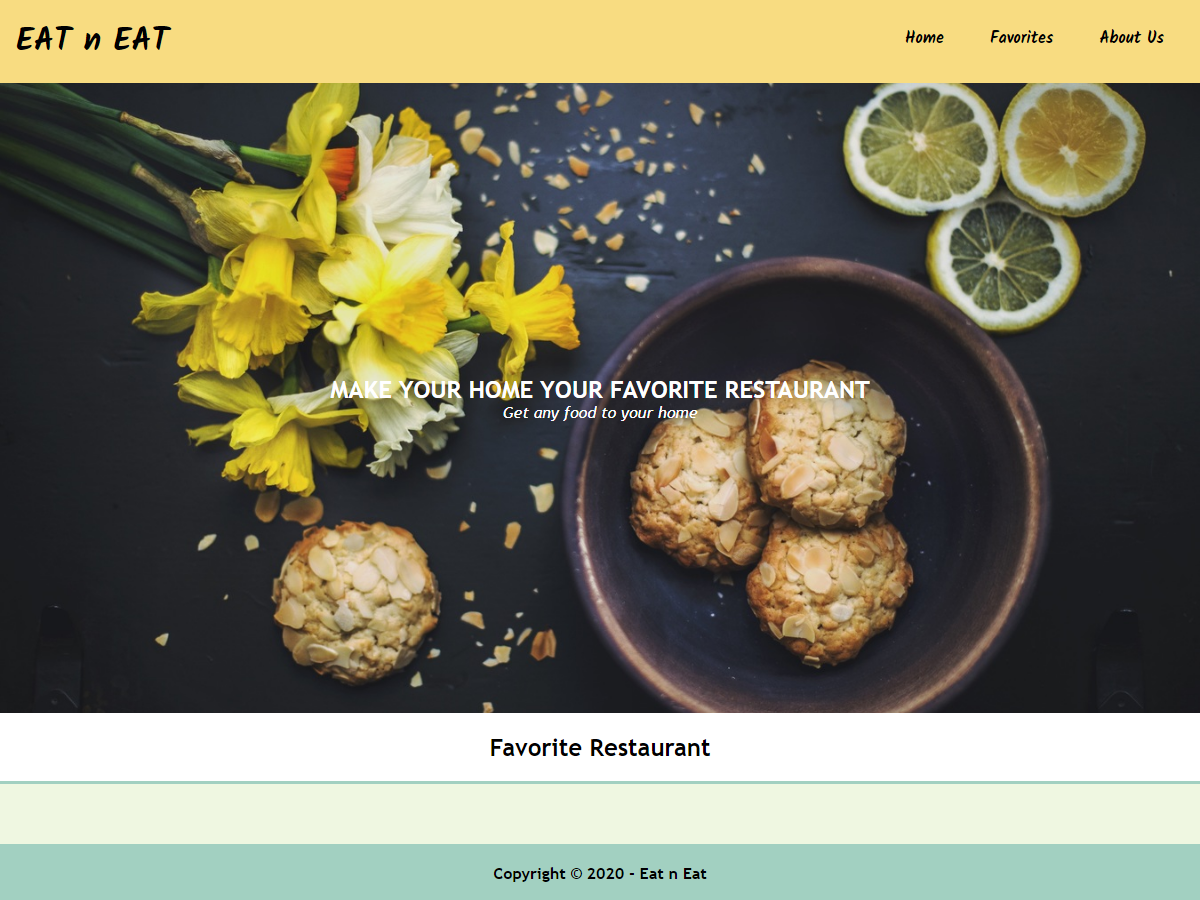 EAT n EAT
Home Favorites About Us
MAKE YOUR HOME YOUR FAVORITE RESTAURANT
Get any food to your home
Favorite Restaurant
Copyright © 2020 - Eat n Eat